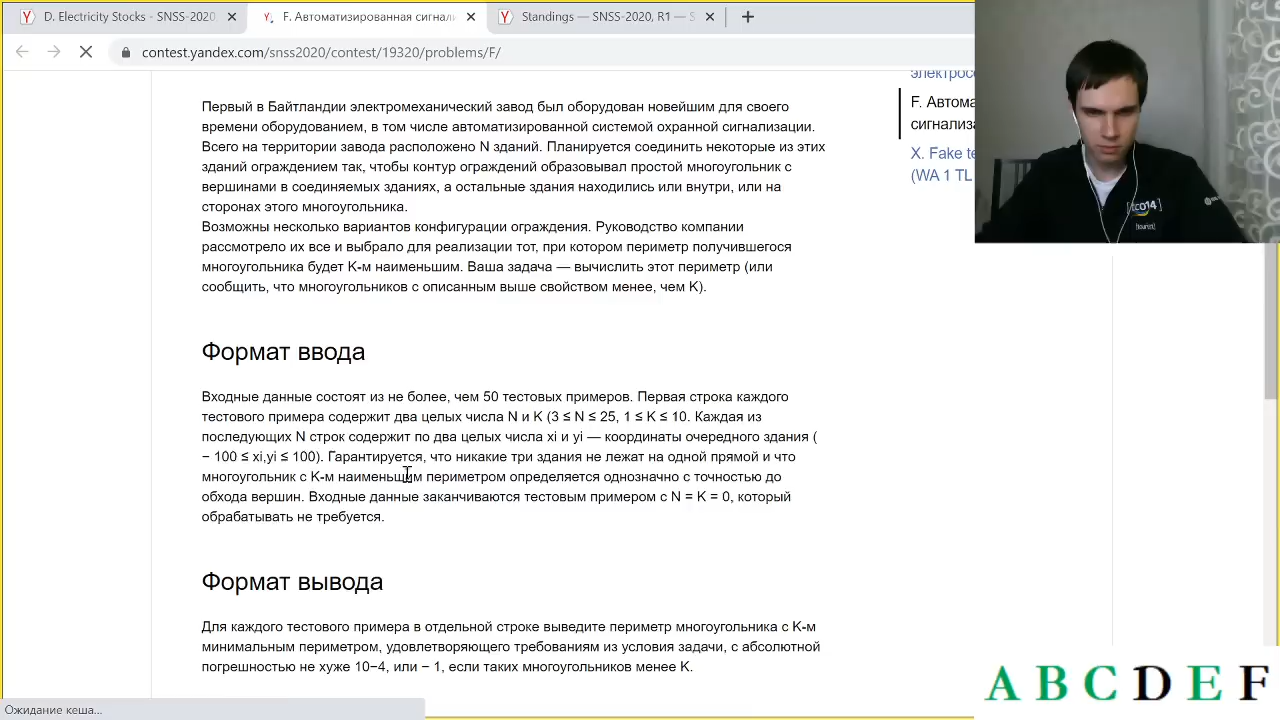 D. Electricity Stocks - SNSS-2020,
F. Автоматизированная сигнали
Standings — SNSS-2020, R1 — S
contest.yandex.com/snss2020/contest/19320/problems/F/
Первый в Байтландии электромеханический завод был оборудован новейшим для своего
времени оборудованием, в том числе автоматизированной системой охранной сигнализации.
Всего на территории завода расположено N зданий. Планируется соединить некоторые из этих
зданий ограждением так, чтобы контур ограждений образовывал простой многоугольник с
вершинами в соединяемых зданиях, а остальные здания находились или внутри, или на
сторонах этого многоугольника.
Возможны несколько вариантов конфигурации ограждения. Руководство компании
рассмотрело их все и выбрало для реализации тот, при котором периметр получившегося
многоугольника будет K-м наименьшим. Ваша задача — вычислить этот периметр (или
сообщить, что многоугольников с описанным выше свойством менее, чем K).
Формат ввода
Входные данные состоят из не более, чем 50 тестовых примеров. Первая строка каждого
тестового примера содержит два целых числа N и K (3 ≤ N ≤ 25, 1 ≤ K ≤ 10. Каждая из
последующих N строк содержит по два целых числа xi и yi — координаты очередного здания (
− 100 ≤ xi,yi ≤ 100). Гарантируется, что никакие три здания не лежат на одной прямой и что
многоугольник с K-м наименьшим периметром определяется однозначно с точностью до
обхода вершин. Входные данные заканчиваются тестовым примером с N = K = 0, который
обрабатывать не требуется.
Формат вывода
Для каждого тестового примера в отдельной строке выведите периметр многоугольника с K-м
минимальным периметром, удовлетворяющего требованиям из условия задачи, с абсолютной
погрешностью не хуже 10−4, или − 1, если таких многоугольников менее K.
электросо
F. Автома
сигнализа
X. Fake te
(WA 1 TL
[tco14]
[tourist]
Ожидание кеша...
A B C D E F